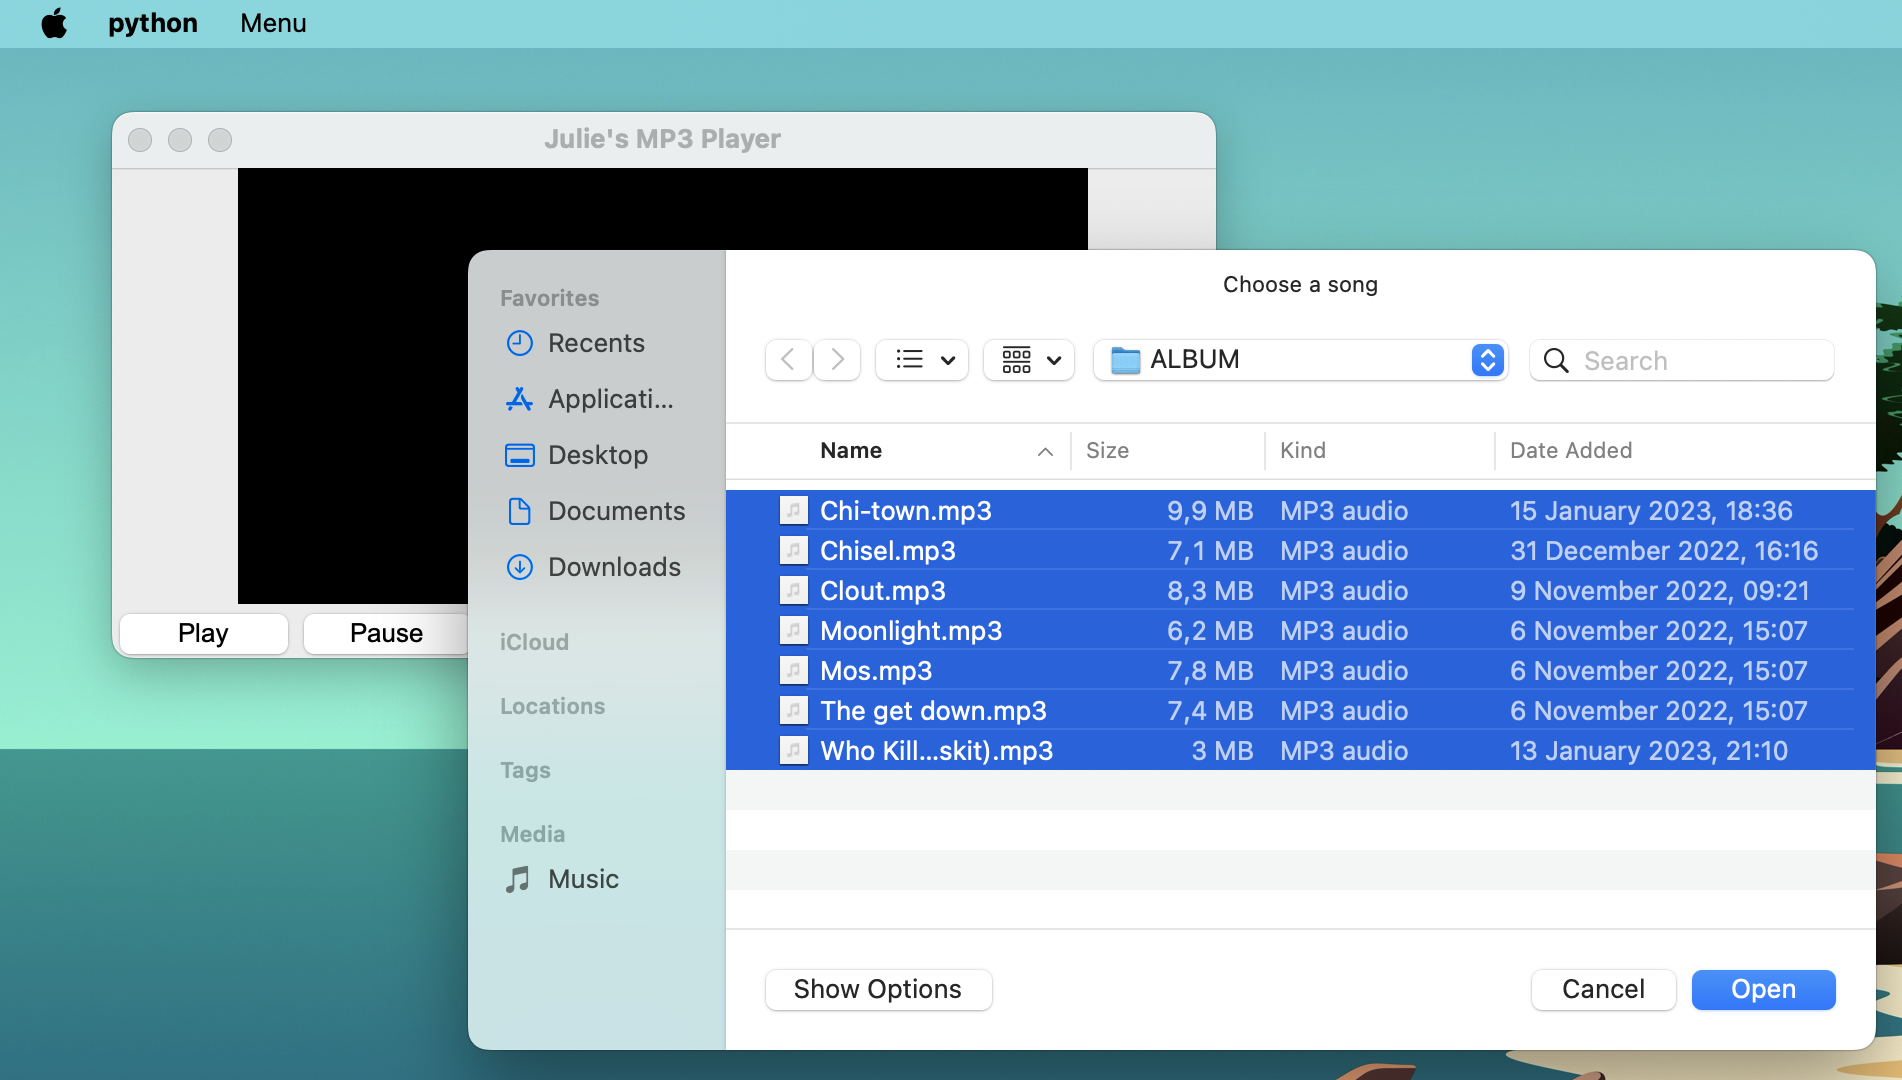 python Menu
Julie's MP3 Player
Play Pause
Favorites
Recents
Applicati...
Desktop
Documents
Downloads
iCloud
Locations
Tags
Media
Music
Choose a song
ALBUM Search
Name Size Kind Date Added
Chi-town.mp3 9,9 MB MP3 audio 15 January 2023, 18:36
Chisel.mp3 7,1 MB MP3 audio 31 December 2022, 16:16
Clout.mp3 8,3 MB MP3 audio 9 November 2022, 09:21
Moonlight.mp3 6,2 MB MP3 audio 6 November 2022, 15:07
Mos.mp3 7,8 MB MP3 audio 6 November 2022, 15:07
The get down.mp3 7,4 MB MP3 audio 6 November 2022, 15:07
Who Kill...skit).mp3 3 MB MP3 audio 13 January 2023, 21:10
Show Options Cancel Open